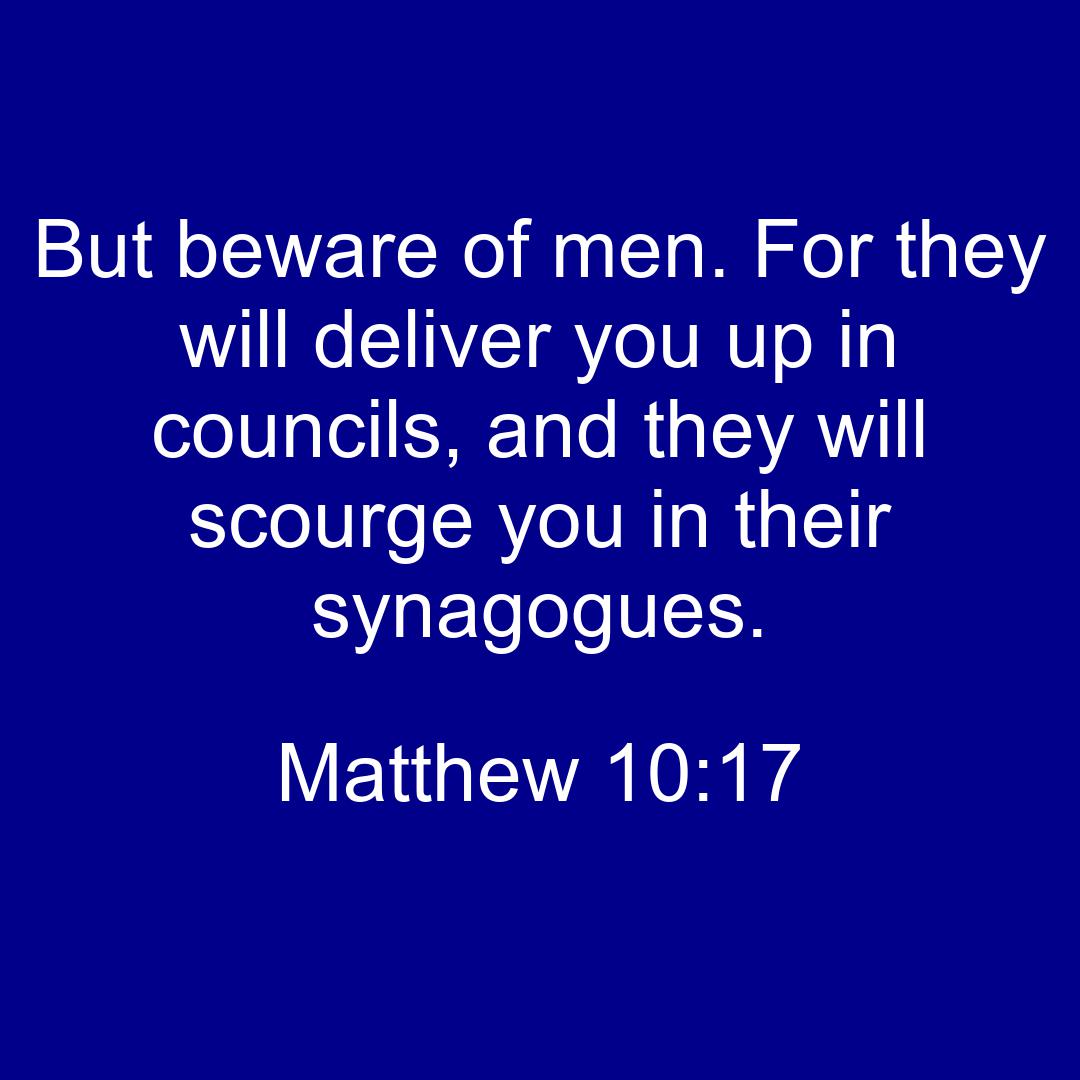 But beware of men. For they
will deliver you up in
councils, and they will
scourge you in their
synagogues.
Matthew 10:17